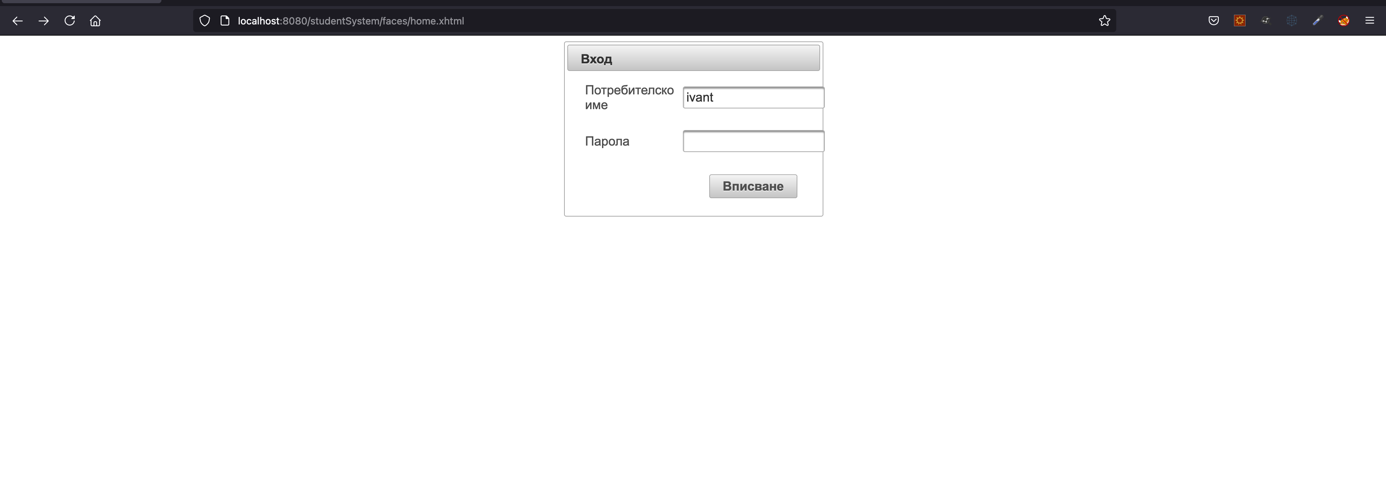 localhost:8080/studentSystem/faces/home.xhtml
Вход
Потребителско
име
ivant
Парола
Вписване